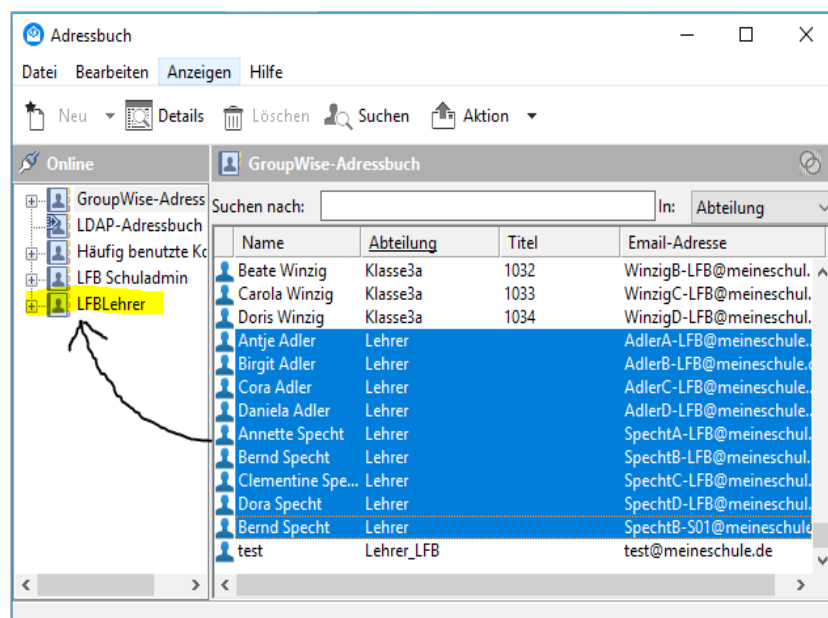 Adressbuch
Datei Bearbeiten Anzeigen Hilfe
Neu Details Löschen Suchen Aktion
Online GroupWise-Adressbuch
GroupWise-Adress
LDAP-Adressbuch
Häufig benutzte Kc
LFB Schuladmin
LFBLehrer
Suchen nach: In: Abteilung
Name Abteilung Titel Email-Adresse
Beate Winzig Klasse3a 1032 WinzigB-LFB@meineschul.
Carola Winzig Klasse3a 1033 WinzigC-LFB@meineschul.
Doris Winzig Klasse3a 1034 WinzigD-LFB@meineschul.
Antje Adler Lehrer AdlerA-LFB@meineschule..
Birgit Adler Lehrer AdlerB-LFB@meineschule.c
Cora Adler Lehrer AdlerC-LFB@meineschule..
Daniela Adler Lehrer AdlerD-LFB@meineschule..
Annette Specht Lehrer SpechtA-LFB@meineschul.
Bernd Specht Lehrer SpechtB-LFB@meineschul.
Clementine Spe... Lehrer SpechtC-LFB@meineschul.
Dora Specht Lehrer SpechtD-LFB@meineschul.
Bernd Specht Lehrer SpechtB-S01@meineschule
test Lehrer_LFB test@meineschule.de